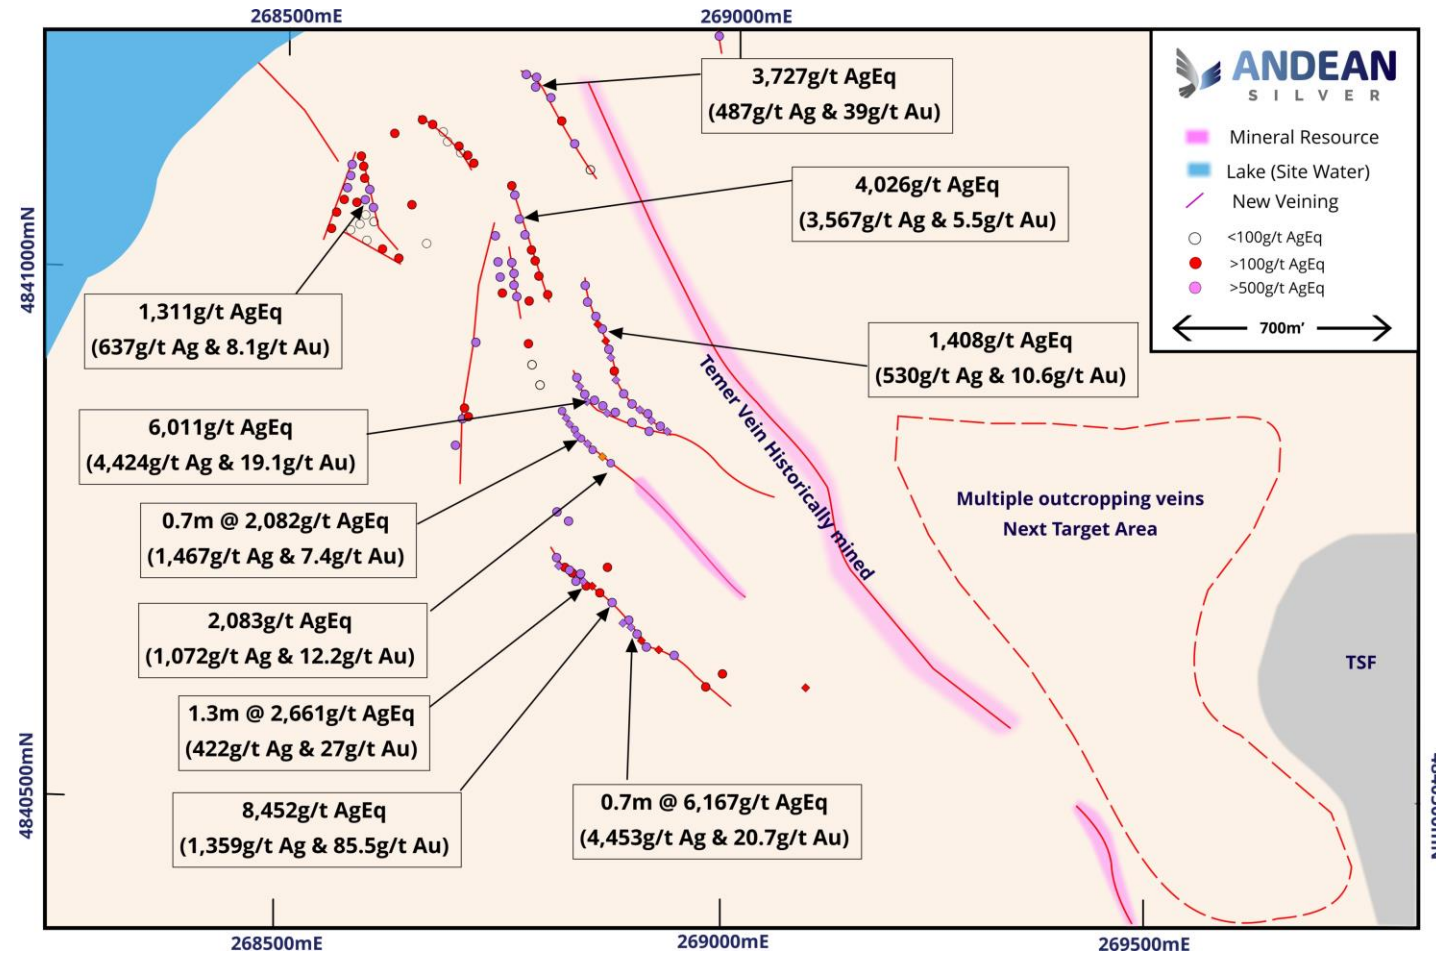 268500mE
269000mE
3,727g/t AgEq
(487g/t Ag & 39g/t Au)
ANDEAN
SILVER
Mineral Resource
Lake (Site Water)
New Veining
<100g/t AgEq
>100g/t AgEq
>500g/t AgEq
700m'
4,026g/t AgEq
(3,567g/t Ag & 5.5g/t Au)
4841000mN
1,311g/t AgEq
(637g/t Ag & 8.1g/t Au)
1,408g/t AgEq
(530g/t Ag & 10.6g/t Au)
Temer Vein Historically mined
6,011g/t AgEq
(4,424g/t Ag & 19.1g/t Au)
Multiple outcropping veins
Next Target Area
0.7m @ 2,082g/t AgEq
(1,467g/t Ag & 7.4g/t Au)
2,083g/t AgEq
(1,072g/t Ag & 12.2g/t Au)
TSF
1.3m @ 2,661g/t AgEq
(422g/t Ag & 27g/t Au)
4840500mN
8,452g/t AgEq
(1,359g/t Ag & 85.5g/t Au)
0.7m @ 6,167g/t AgEq
(4,453g/t Ag & 20.7g/t Au)
268500mE
269000mE
269500mE